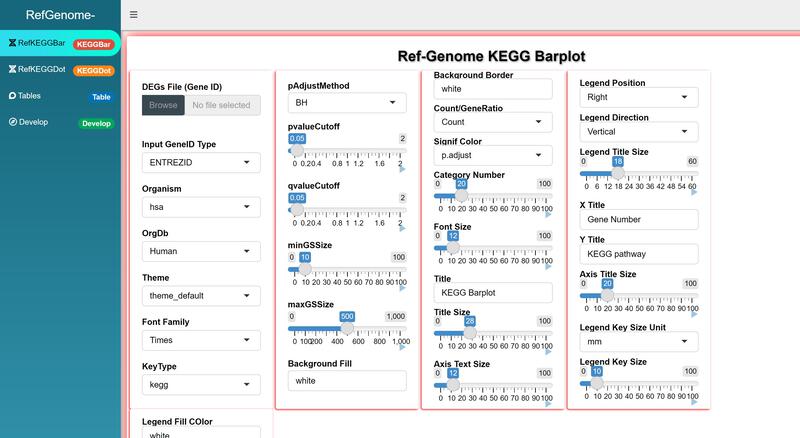 RefGenome-
RefKEGGBar KEGGBar
RefKEGGDot KEGGDot
Tables Table
Develop Develop
Ref-Genome KEGG Barplot
DEGs File (Gene ID)
Browse No file selected
Input GeneID Type
ENTREZID
Organism
hsa
OrgDb
Human
Theme
theme_default
Font Family
Times
KeyType
kegg
Legend Fill COlor
white
pAdjustMethod
BH
pvalueCutoff
0.05 2
0 0.20.4 0.8 1 1.2 1.6 2
qvalueCutoff
0.05 2
0 0.20.4 0.8 1 1.2 1.6 2
minGSSize
0 10 100
0 10 20 30 40 50 60 70 80 90 100
maxGSSize
0 500 1,000
0 100200 400 500 600 800 1,000
Background Fill
white
Background Border
white
Count/GeneRatio
Count
Signif Color
p.adjust
Category Number
0 20 100
0 10 20 30 40 50 60 70 80 90100
Font Size
0 12 100
0 10 20 30 40 50 60 70 80 90100
Title
KEGG Barplot
Title Size
0 28 100
0 10 20 30 40 50 60 70 80 90100
Axis Text Size
0 12 100
0 10 20 30 40 50 60 70 80 90100
Legend Position
Right
Legend Direction
Vertical
Legend Title Size
0 18 60
0 6 12 18 24 30 36 42 48 54 60
X Title
Gene Number
Y Title
KEGG pathway
Axis Title Size
0 20 100
0 10 20 30 40 50 60 70 80 90100
Legend Key Size Unit
mm
Legend Key Size
0 10 100
0 10 20 30 40 50 60 70 80 90100